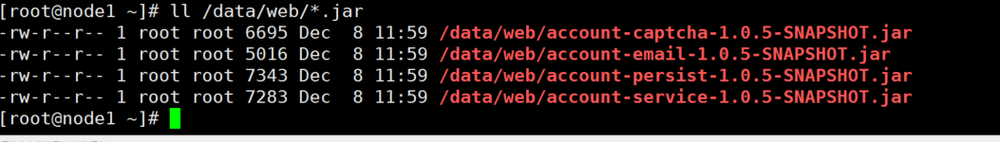 [root@node1 ~]# ll /data/web/*.jar
-rw-r--r-- 1 root root 6695 Dec  8 11:59 /data/web/account-captcha-1.0.5-SNAPSHOT.jar
-rw-r--r-- 1 root root 5016 Dec  8 11:59 /data/web/account-email-1.0.5-SNAPSHOT.jar
-rw-r--r-- 1 root root 7343 Dec  8 11:59 /data/web/account-persist-1.0.5-SNAPSHOT.jar
-rw-r--r-- 1 root root 7283 Dec  8 11:59 /data/web/account-service-1.0.5-SNAPSHOT.jar
[root@node1 ~]#